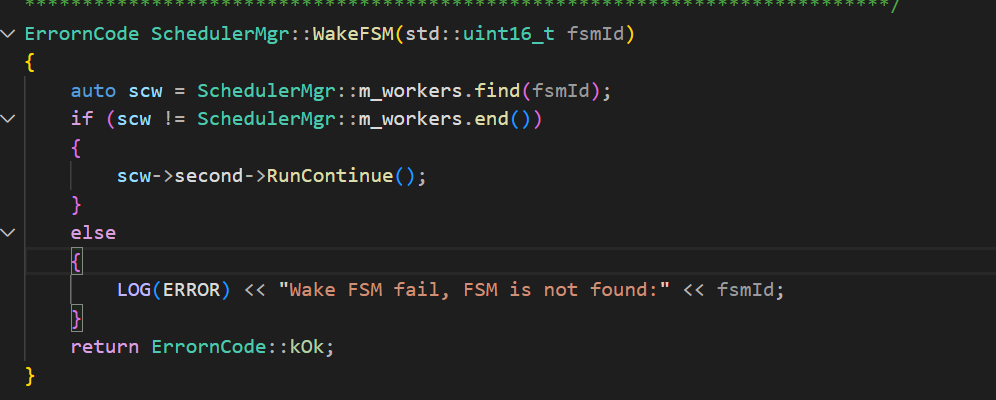 ***************************************************************************/
ErrornCode SchedulerMgr::WakeFSM(std::uint16_t fsmId)
{
    auto scw = SchedulerMgr::m_workers.find(fsmId);
    if (scw != SchedulerMgr::m_workers.end())
    {
        scw->second->RunContinue();
    }
    else
    {
        LOG(ERROR) << "Wake FSM fail, FSM is not found:" << fsmId;
    }
    return ErrornCode::kOk;
}